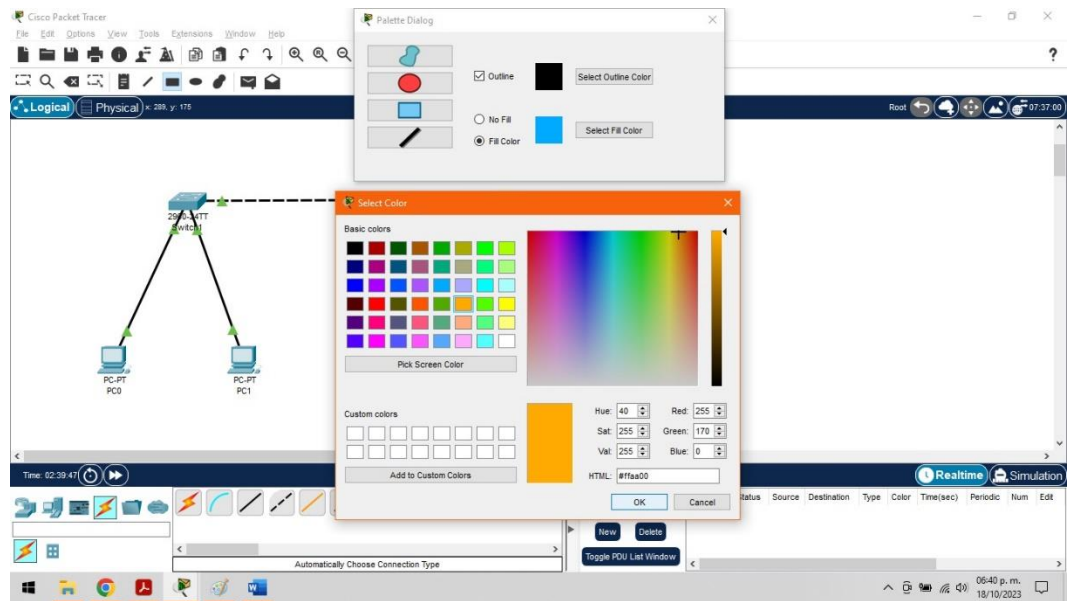 Cisco Packet Tracer
File Edit Options View Tools Extensions Window Help
?
Logical Physical x: 289, y: 175
Root 07:37:00
Palette Dialog
Outline Select Outline Color
No Fill
Fill Color
Select Fill Color
2960-24TT
Switch1
PC-PT
PC0
PC-PT
PC1
Select Color
Basic colors
Pick Screen Color
Custom colors
Add to Custom Colors
Hue: 40 Red: 255
Sat: 255 Green: 170
Val: 255 Blue: 0
HTML: #ffaa00
OK Cancel
Time: 02:39:47
Realtime Simulation
Status Source Destination Type Color Time(sec) Periodic Num Edit
New Delete
Toggle PDU List Window
Automatically Choose Connection Type
06:40 p. m.
18/10/2023